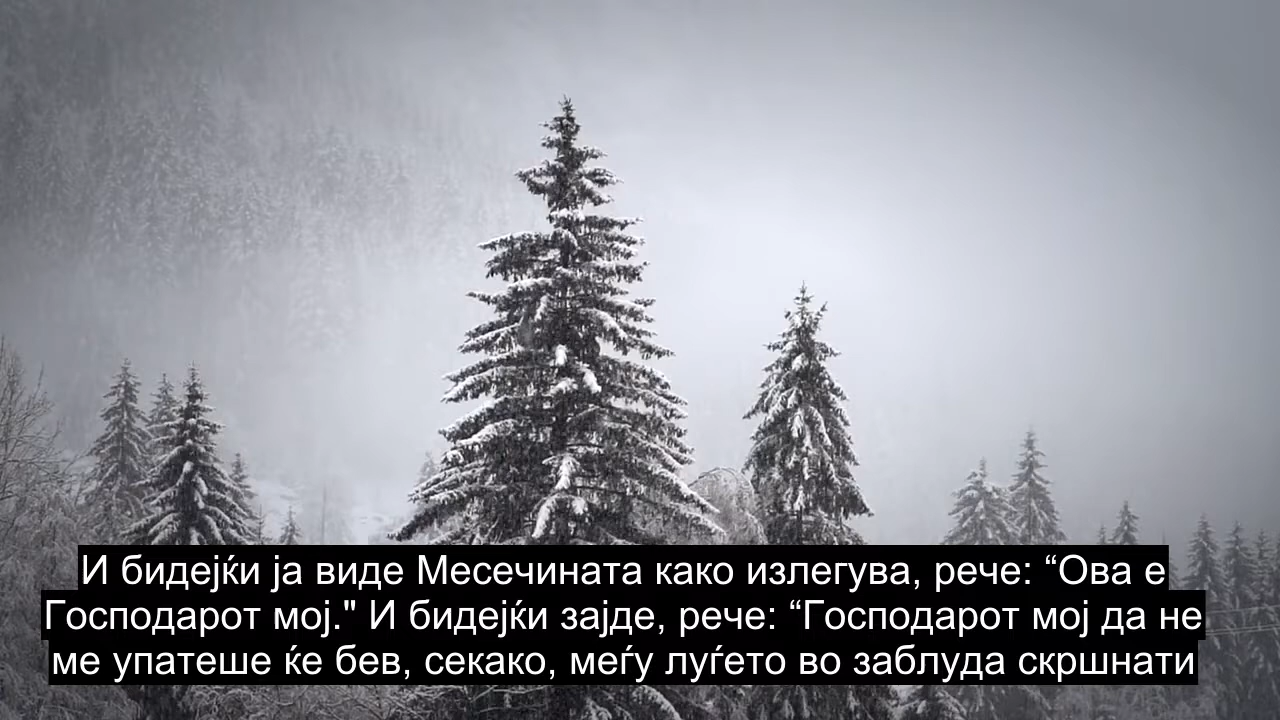 И бидејќи ја виде Месечината како излегува, рече: “Ова е
Господарот мој." И бидејќи зајде, рече: “Господарот мој да не
ме упатеше ќе бев, секако, меѓу луѓето во заблуда скршнати